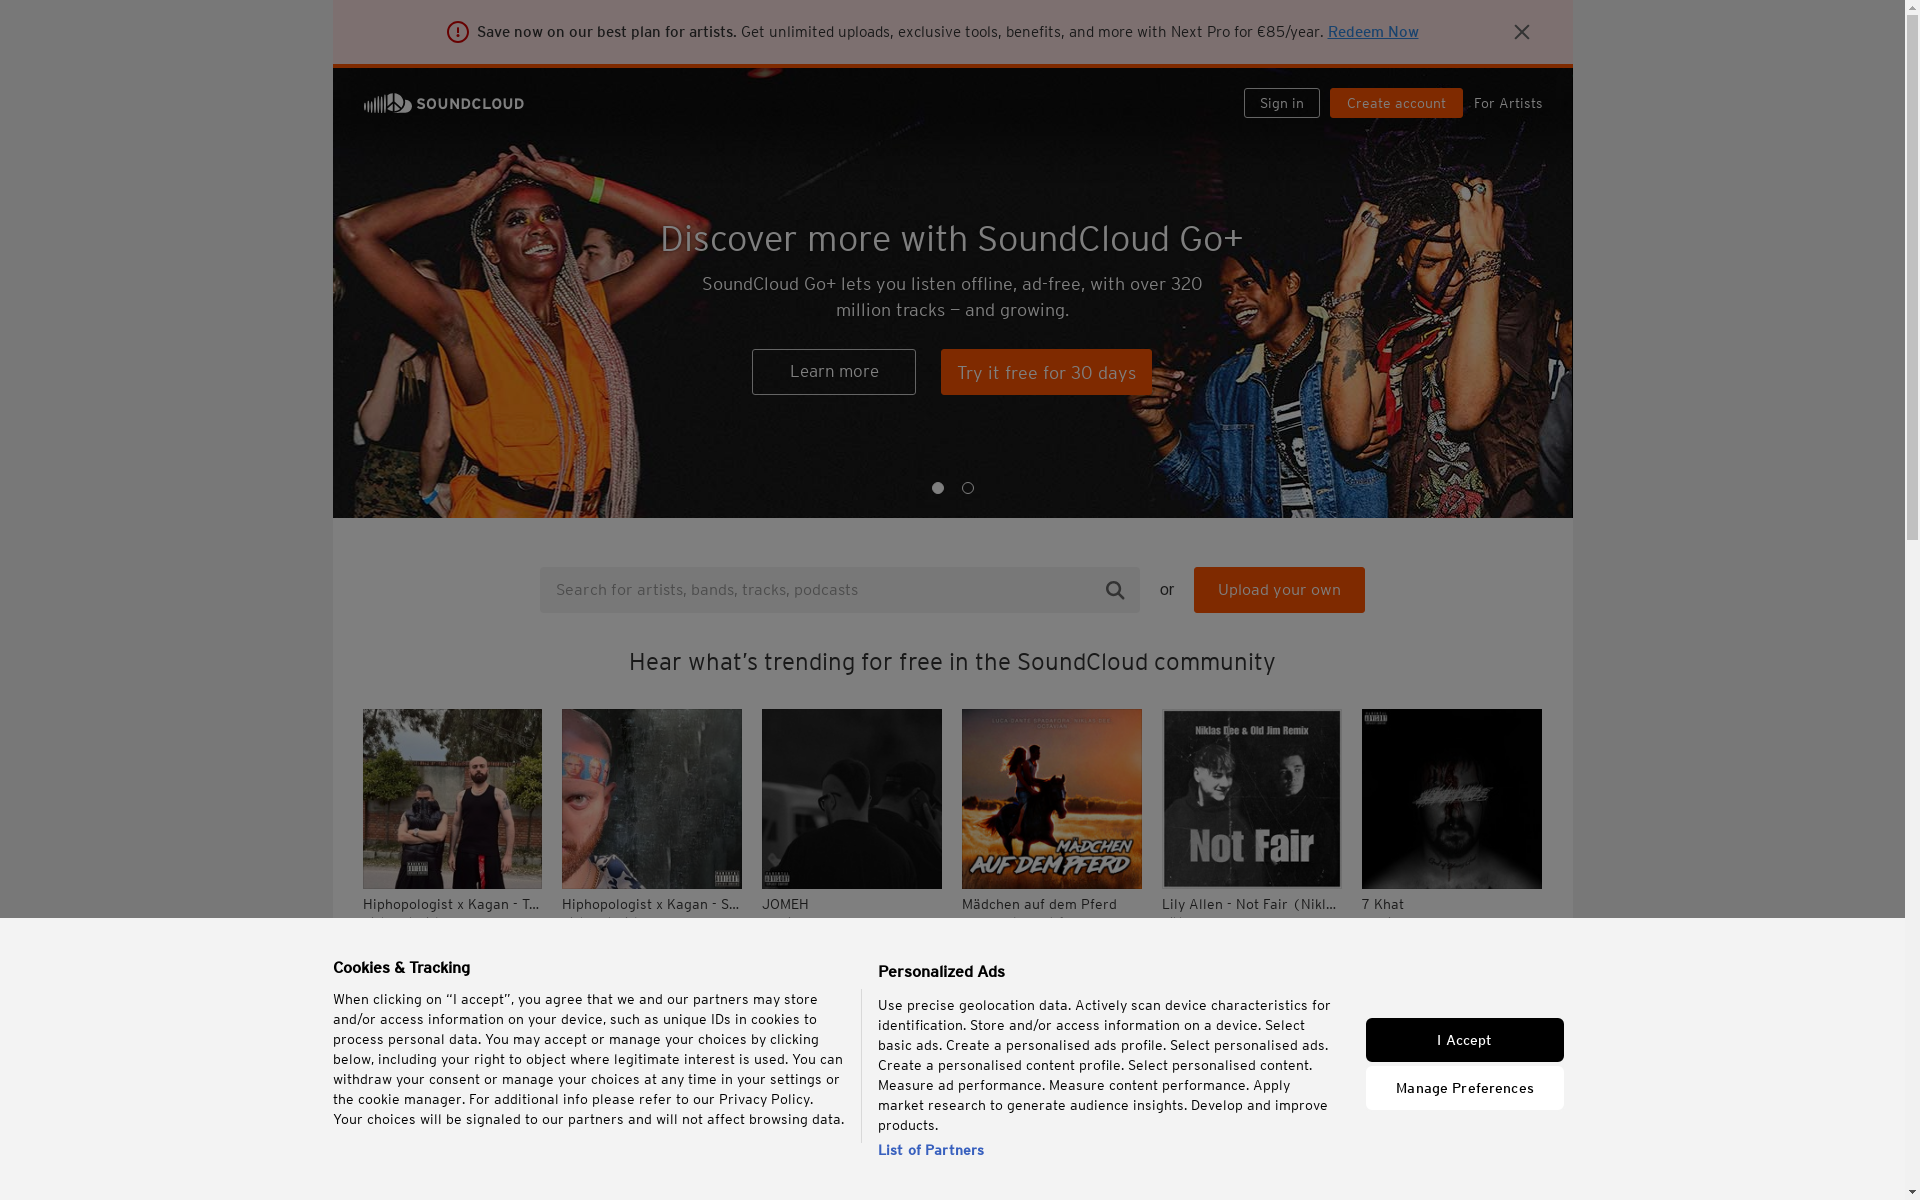 Save now on our best plan for artists. Get unlimited uploads, exclusive tools, benefits, and more with Next Pro for €85/year. Redeem Now
SOUNDCLOUD
Sign in
Create account
For Artists
Discover more with SoundCloud Go+
SoundCloud Go+ lets you listen offline, ad-free, with over 320
million tracks — and growing.
Learn more
Try it free for 30 days
Search for artists, bands, tracks, podcasts
or
Upload your own
Hear what’s trending for free in the SoundCloud community
MÄDCHEN
AUF DEM PFERD
Niklas Dee & Old Jim Remix
Not Fair
Hiphopologist x Kagan - T...
Hiphopologist x Kagan - S...
JOMEH
Mädchen auf dem Pferd
Lily Allen - Not Fair (Nikl...
7 Khat
Cookies & Tracking
When clicking on “I accept”, you agree that we and our partners may store
and/or access information on your device, such as unique IDs in cookies to
process personal data. You may accept or manage your choices by clicking
below, including your right to object where legitimate interest is used. You can
withdraw your consent or manage your choices at any time in your settings or
the cookie manager. For additional info please refer to our Privacy Policy.
Your choices will be signaled to our partners and will not affect browsing data.
Personalized Ads
Use precise geolocation data. Actively scan device characteristics for
identification. Store and/or access information on a device. Select
basic ads. Create a personalised ads profile. Select personalised ads.
Create a personalised content profile. Select personalised content.
Measure ad performance. Measure content performance. Apply
market research to generate audience insights. Develop and improve
products.
List of Partners
I Accept
Manage Preferences